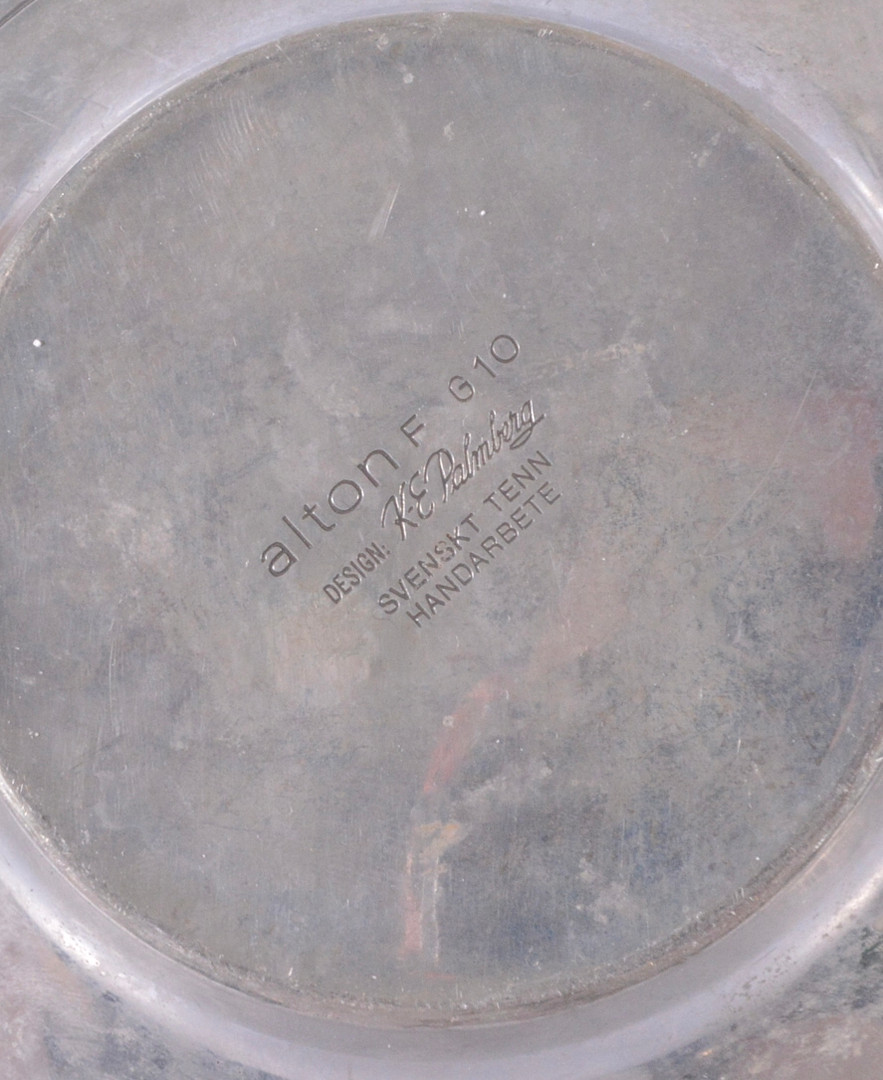 alton F G10
DESIGN: K-E Palmberg
SVENSKT TENN
HANDARBETE